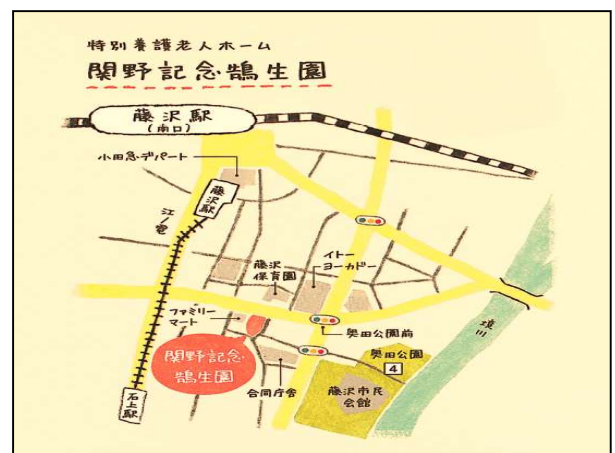 特別養護老人ホーム
関野記念鵠生園
藤沢駅
(南口)
小田急デパート
藤沢駅
江ノ電
藤沢
保育園
イトー
ヨーカドー
ファミリー
マート
奥田公園前
境川
関野記念
鵠生園
奥田公園
4
合同庁舎
藤沢市民
会館
石上駅